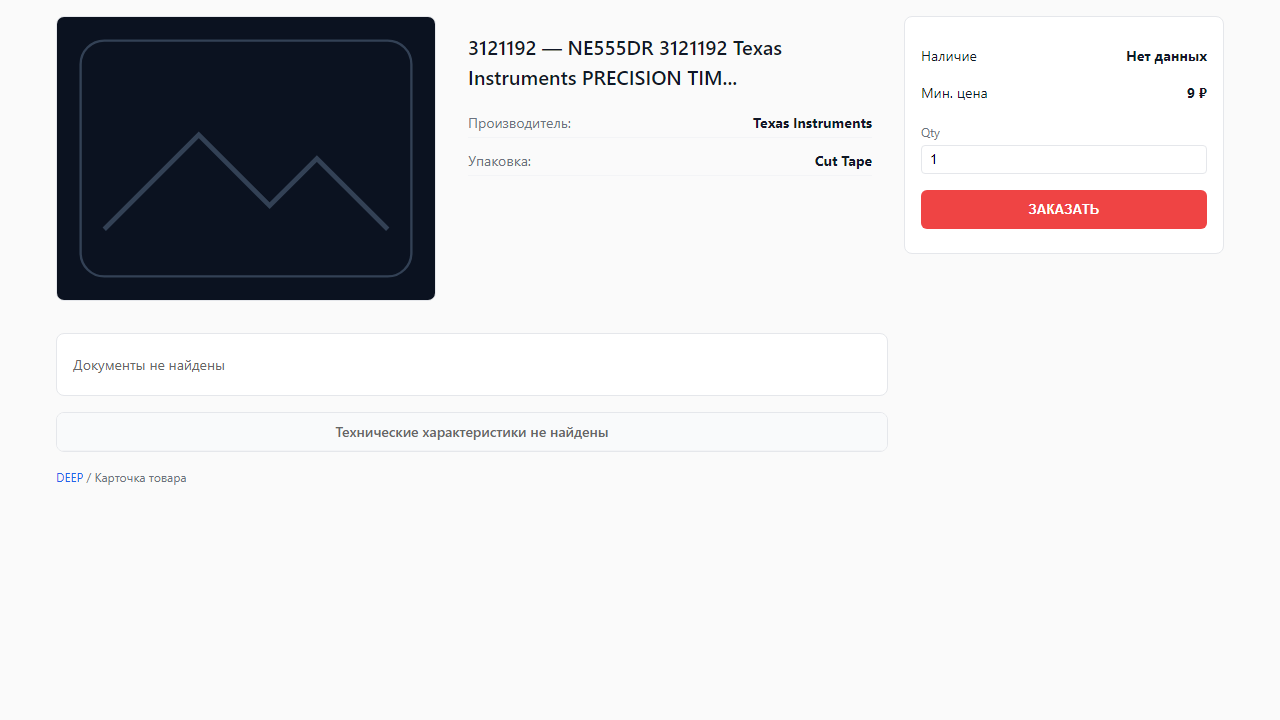 3121192 — NE555DR 3121192 Texas
Instruments PRECISION TIM...
Производитель: Texas Instruments
Упаковка: Cut Tape
Наличие Нет данных
Мин. цена 9 ₽
Qty
1
ЗАКАЗАТЬ
Документы не найдены
Технические характеристики не найдены
DEEP / Карточка товара